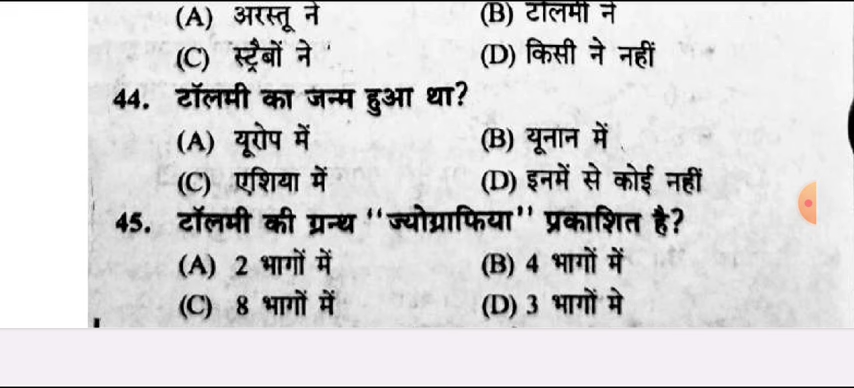 (A) अरस्तू ने (B) टॉलमी ने
(C) स्ट्रैबों ने (D) किसी ने नहीं
44. टॉलमी का जन्म हुआ था?
(A) यूरोप में (B) यूनान में
(C) एशिया में (D) इनमें से कोई नहीं
45. टॉलमी की ग्रन्थ ‘‘ज्योग्राफिया’’ प्रकाशित है?
(A) 2 भागों में (B) 4 भागों में
(C) 8 भागों में (D) 3 भागों मे